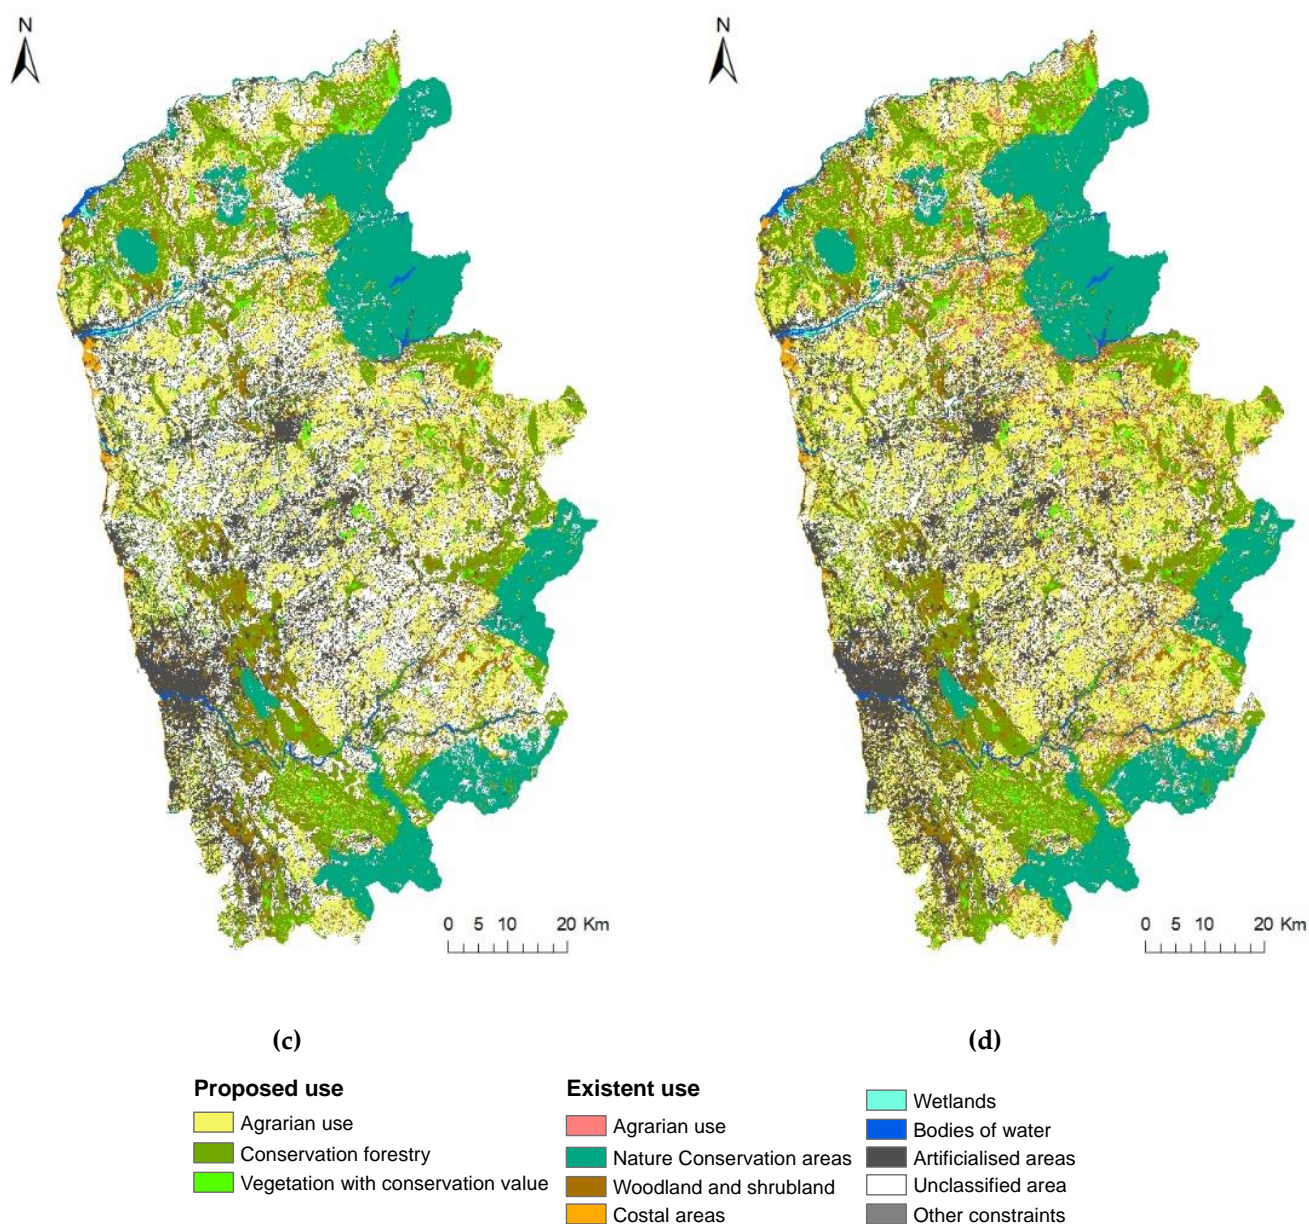 N
N
0 5 10 20 Km
0 5 10 20 Km
(c)
(d)
Proposed use
Agrarian use
Conservation forestry
Vegetation with conservation value
Existent use
Agrarian use
Nature Conservation areas
Woodland and shrubland
Costal areas
Wetlands
Bodies of water
Artificialised areas
Unclassified area
Other constraints